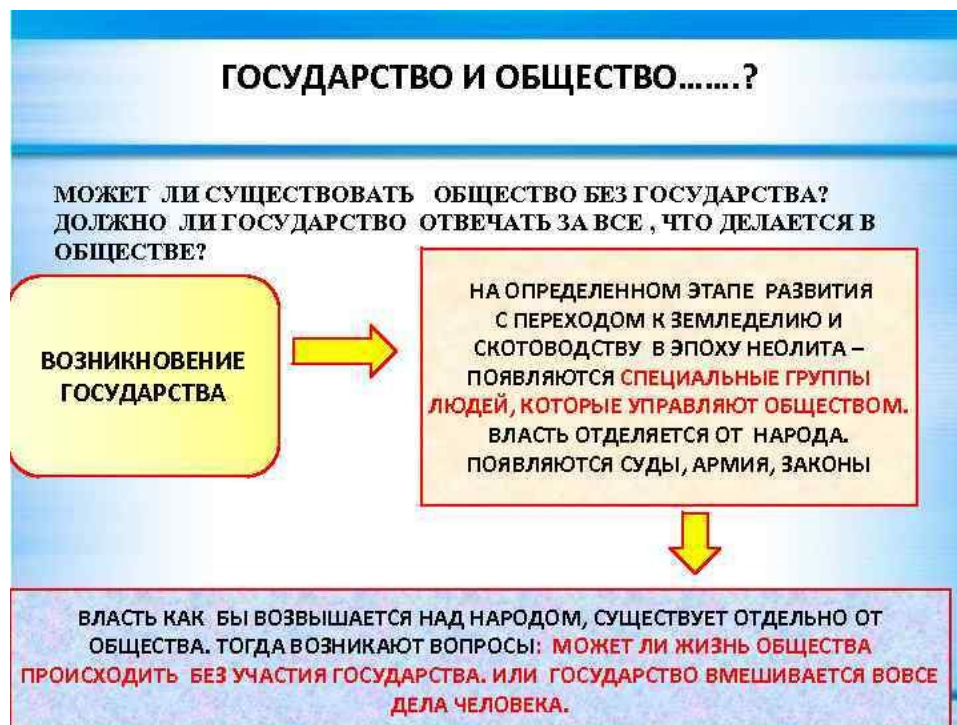 ГОСУДАРСТВО И ОБЩЕСТВО…….?
МОЖЕТ ЛИ СУЩЕСТВОВАТЬ ОБЩЕСТВО БЕЗ ГОСУДАРСТВА?
ДОЛЖНО ЛИ ГОСУДАРСТВО ОТВЕЧАТЬ ЗА ВСЕ , ЧТО ДЕЛАЕТСЯ В
ОБЩЕСТВЕ?
ВОЗНИКНОВЕНИЕ
ГОСУДАРСТВА
НА ОПРЕДЕЛЕННОМ ЭТАПЕ РАЗВИТИЯ
С ПЕРЕХОДОМ К ЗЕМЛЕДЕЛИЮ И
СКОТОВОДСТВУ В ЭПОХУ НЕОЛИТА –
ПОЯВЛЯЮТСЯ СПЕЦИАЛЬНЫЕ ГРУППЫ
ЛЮДЕЙ, КОТОРЫЕ УПРАВЛЯЮТ ОБЩЕСТВОМ.
ВЛАСТЬ ОТДЕЛЯЕТСЯ ОТ НАРОДА.
ПОЯВЛЯЮТСЯ СУДЫ, АРМИЯ, ЗАКОНЫ
ВЛАСТЬ КАК БЫ ВОЗВЫШАЕТСЯ НАД НАРОДОМ, СУЩЕСТВУЕТ ОТДЕЛЬНО ОТ
ОБЩЕСТВА. ТОГДА ВОЗНИКАЮТ ВОПРОСЫ: МОЖЕТ ЛИ ЖИЗНЬ ОБЩЕСТВА
ПРОИСХОДИТЬ БЕЗ УЧАСТИЯ ГОСУДАРСТВА. ИЛИ ГОСУДАРСТВО ВМЕШИВАЕТСЯ ВОВСЕ
ДЕЛА ЧЕЛОВЕКА.